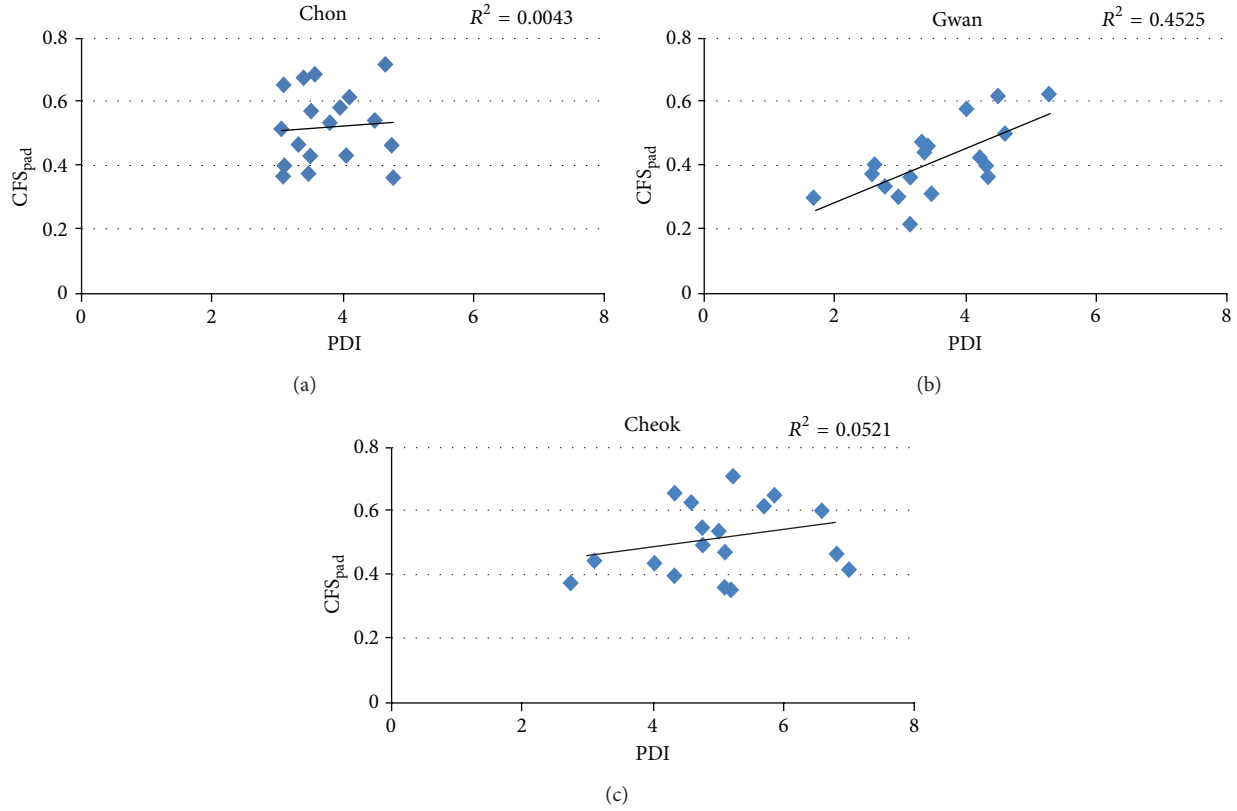 Chon
R² = 0.0043
0.8
0.6
0.4
0.2
0
0 2 4 6 8
CFSpad
PDI
(a)
Gwan
R² = 0.4525
0.8
0.6
0.4
0.2
0
0 2 4 6 8
CFSpad
PDI
(b)
Cheok
R² = 0.0521
0.8
0.6
0.4
0.2
0
0 2 4 6 8
CFSpad
PDI
(c)